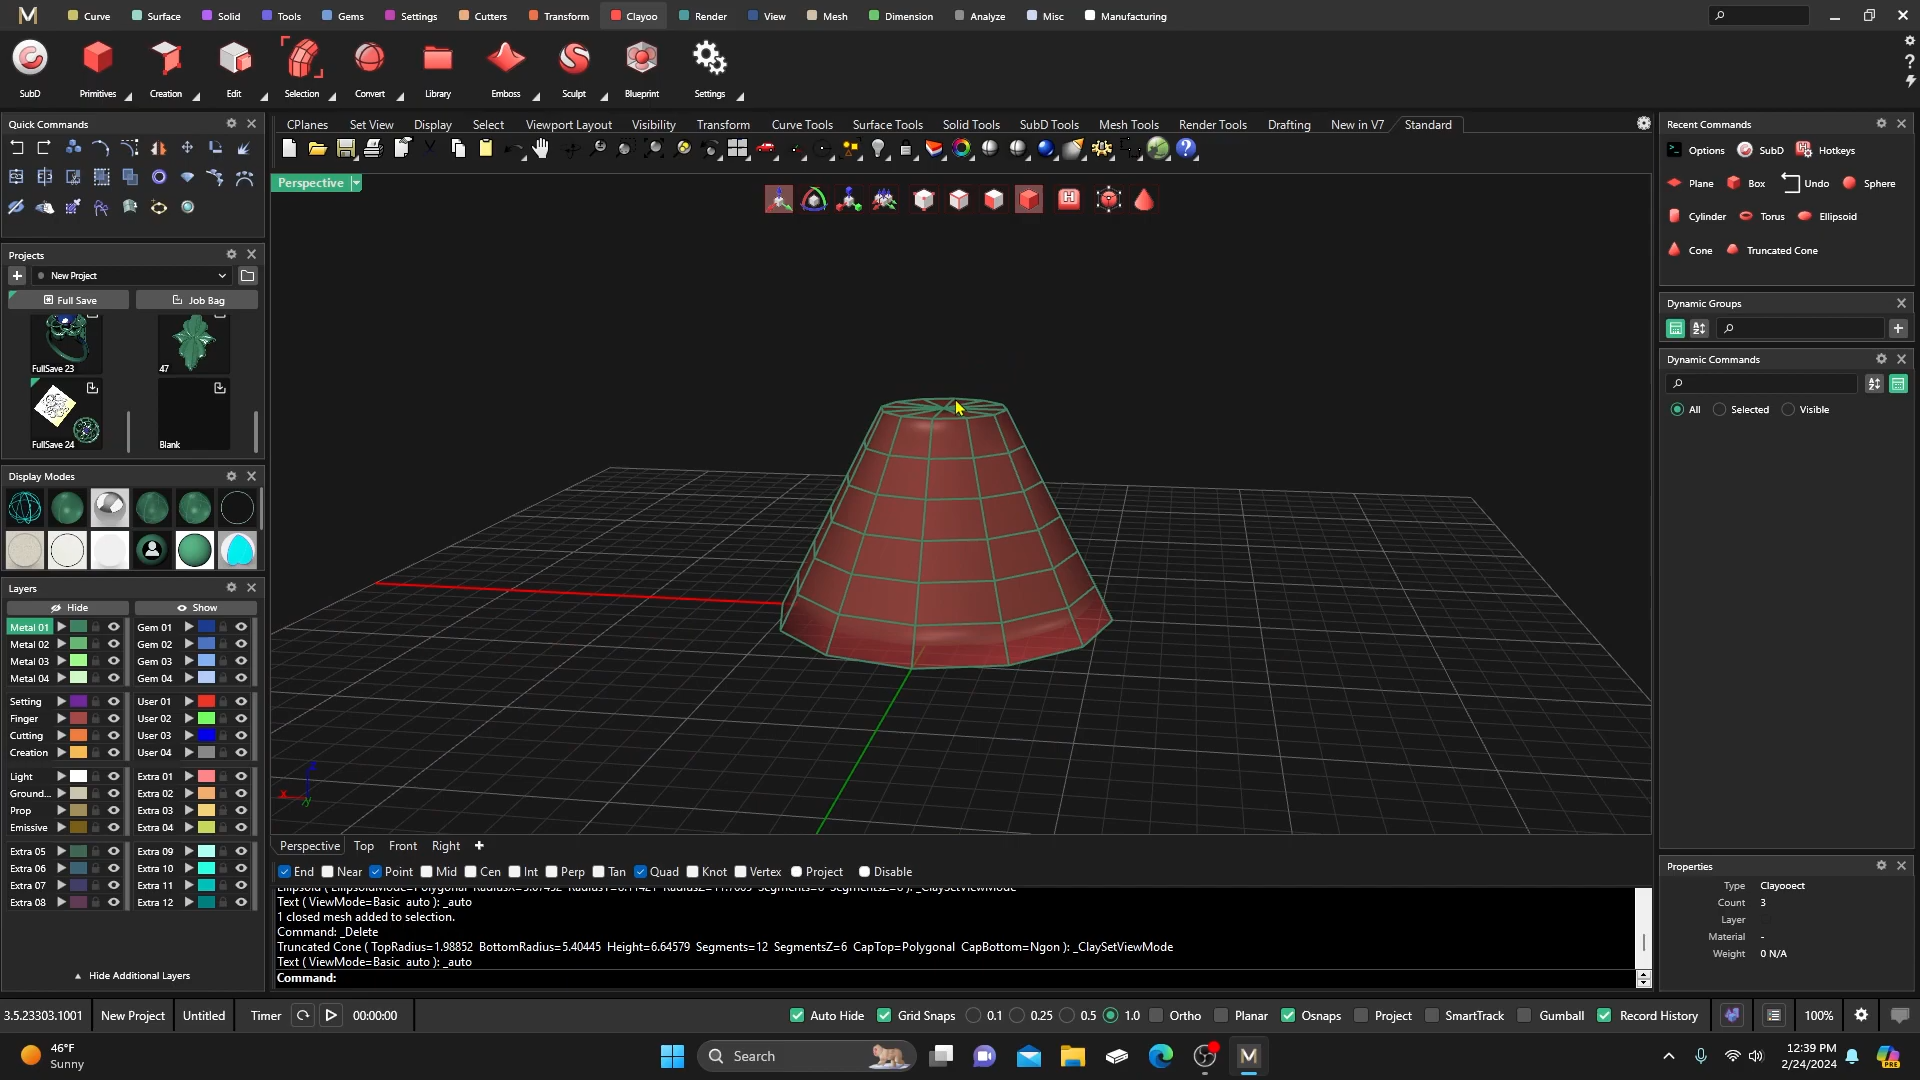 Curve Surface Solid Tools Gems Settings Cutters Transform Clayoo Render View Mesh Dimension Analyze Misc Manufacturing
SubD Primitives Creation Edit Selection Convert Library Emboss Sculpt Blueprint Settings
Quick Commands
CPlanes Set View Display Select Viewport Layout Visibility Transform Curve Tools Surface Tools Solid Tools SubD Tools Mesh Tools Render Tools Drafting New in V7 Standard
Perspective
Projects
New Project
Full Save Job Bag
FullSave 23 47
FullSave 24 Blank
Display Modes
Layers
Hide Show
Metal 01 Gem 01
Metal 02 Gem 02
Metal 03 Gem 03
Metal 04 Gem 04
Setting User 01
Finger User 02
Cutting User 03
Creation User 04
Light Extra 01
Ground... Extra 02
Prop Extra 03
Emissive Extra 04
Extra 05 Extra 09
Extra 06 Extra 10
Extra 07 Extra 11
Extra 08 Extra 12
Hide Additional Layers
x y
Perspective Top Front Right
End Near Point Mid Cen Int Perp Tan Quad Knot Vertex Project Disable
Text ( ViewMode=Basic auto ): _auto
1 closed mesh added to selection.
Command: _Delete
Truncated Cone ( TopRadius=1.98852 BottomRadius=5.40445 Height=6.64579 Segments=12 SegmentsZ=6 CapTop=Polygonal CapBottom=Ngon ): _ClaySetViewMode
Text ( ViewMode=Basic auto ): _auto
Command:
Recent Commands
Options SubD Hotkeys
Plane Box Undo Sphere
Cylinder Torus Ellipsoid
Cone Truncated Cone
Dynamic Groups
Dynamic Commands
All Selected Visible
Properties
Type Clayooect
Count 3
Layer
Material -
Weight 0 N/A
3.5.23303.1001 New Project Untitled Timer 00:00:00 Auto Hide Grid Snaps 0.1 0.25 0.5 1.0 Ortho Planar Osnaps Project SmartTrack Gumball Record History 100%
46°F
Sunny
Search
12:39 PM
2/24/2024